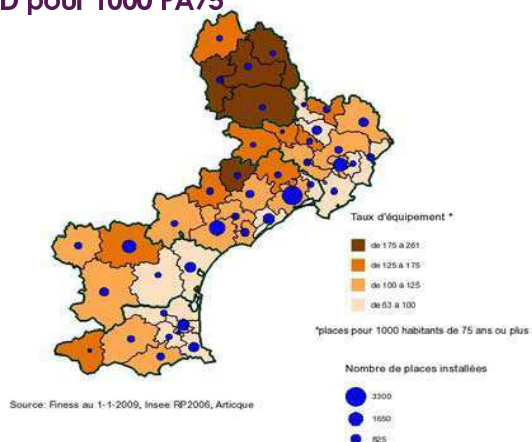 D pour 1000 PA75
Taux d'équipement *
de 175 à 261
de 125 à 175
de 100 à 125
de 53 à 100
*places pour 1000 habitants de 75 ans ou plus
Nombre de places installées
3300
1650
825
Source: Finess au 1-1-2009, Insee RP2006, Articque